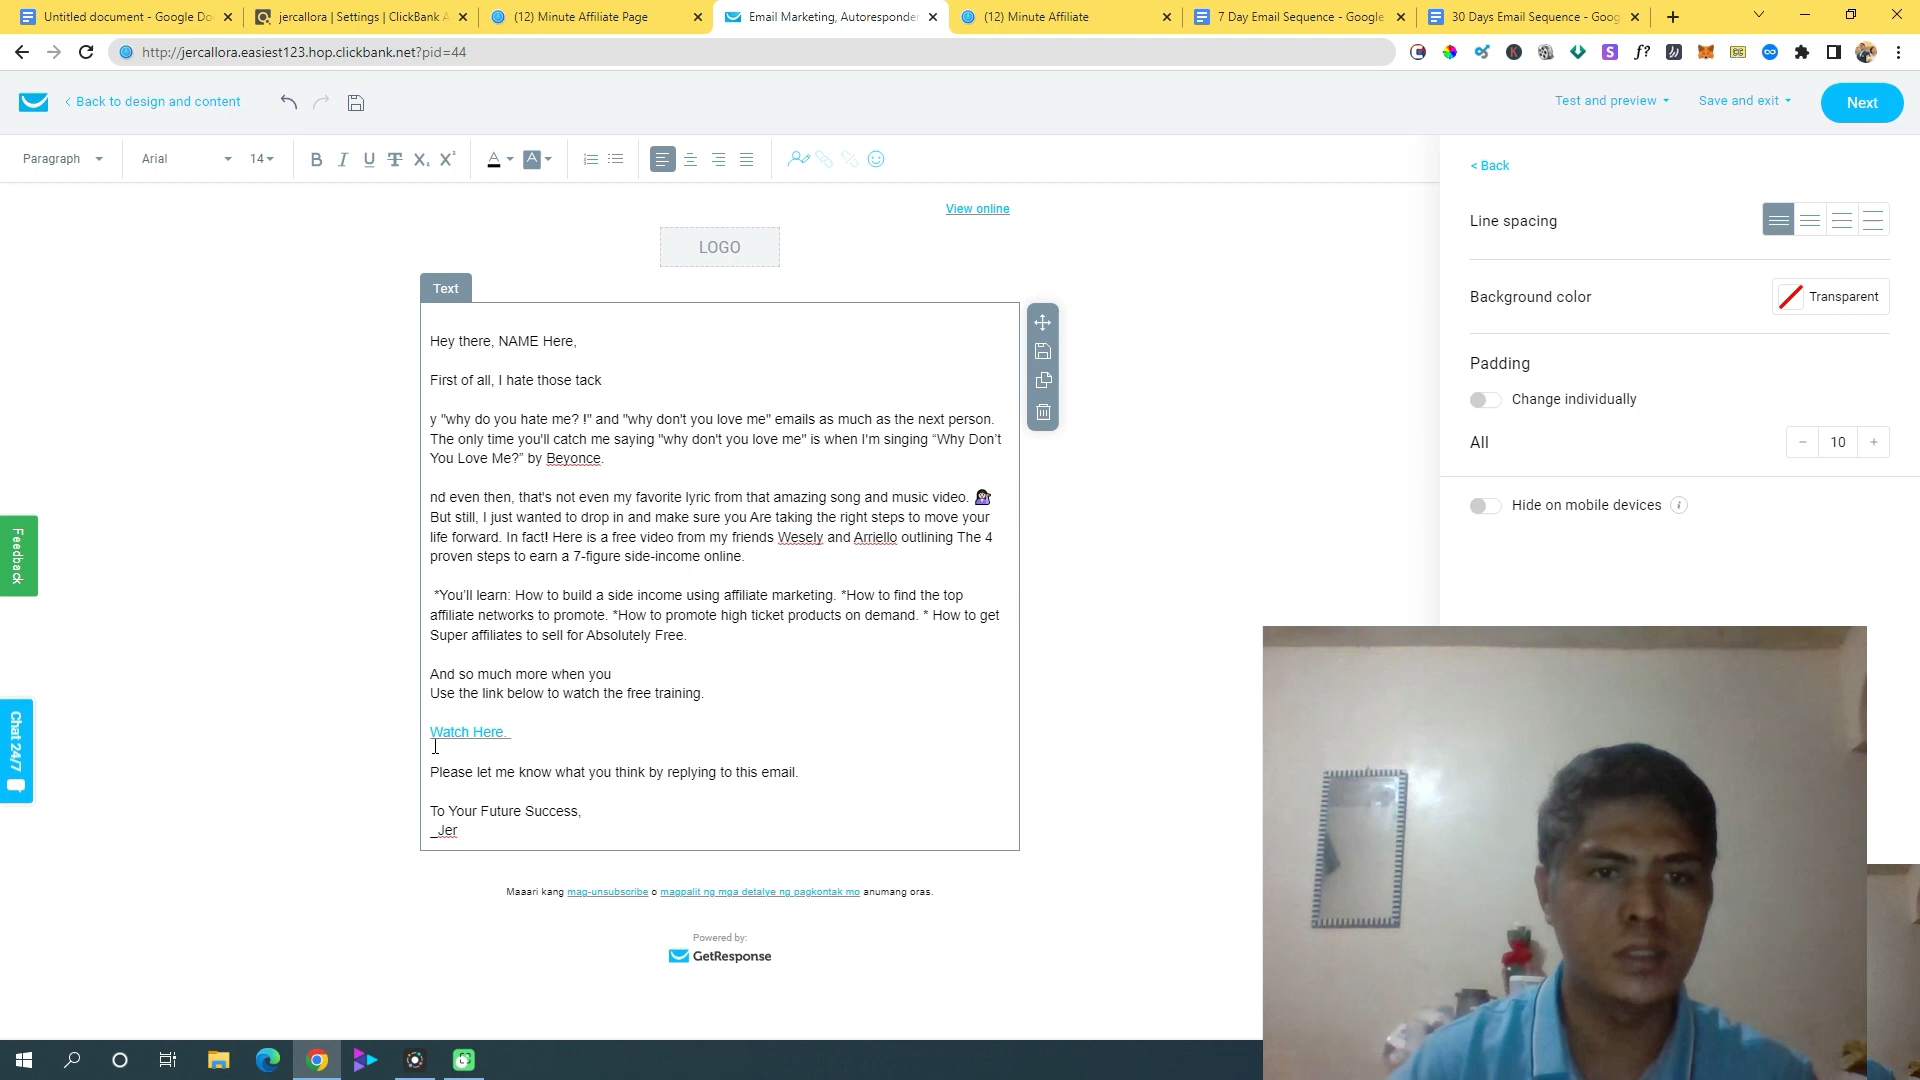 Untitled document - Google Do
jercallora | Settings | ClickBank A
(12) Minute Affiliate Page
Email Marketing, Autoresponder
(12) Minute Affiliate
7 Day Email Sequence - Google
30 Days Email Sequence - Goog
http://jercallora.easiest123.hop.clickbank.net?pid=44
< Back to design and content
Test and preview
Save and exit
Next
Paragraph
Arial
14
B I U T X X A A
< Back
Line spacing
Background color
Transparent
Padding
Change individually
All
− 10 +
Hide on mobile devices
View online
LOGO
Text
Hey there, NAME Here,
First of all, I hate those tack
y "why do you hate me? !" and "why don't you love me" emails as much as the next person.
The only time you'll catch me saying "why don't you love me" is when I'm singing “Why Don’t
You Love Me?” by Beyonce.
nd even then, that's not even my favorite lyric from that amazing song and music video. 💁🏻‍♀️
But still, I just wanted to drop in and make sure you Are taking the right steps to move your
life forward. In fact! Here is a free video from my friends Wesely and Arriello outlining The 4
proven steps to earn a 7-figure side-income online.
*You’ll learn: How to build a side income using affiliate marketing. *How to find the top
affiliate networks to promote. *How to promote high ticket products on demand. * How to get
Super affiliates to sell for Absolutely Free.
And so much more when you
Use the link below to watch the free training.
Watch Here.
Please let me know what you think by replying to this email.
To Your Future Success,
_Jer
Maaari kang mag-unsubscribe o magpalit ng mga detalye ng pagkontak mo anumang oras.
Powered by:
GetResponse
Feedback
Chat 24/7